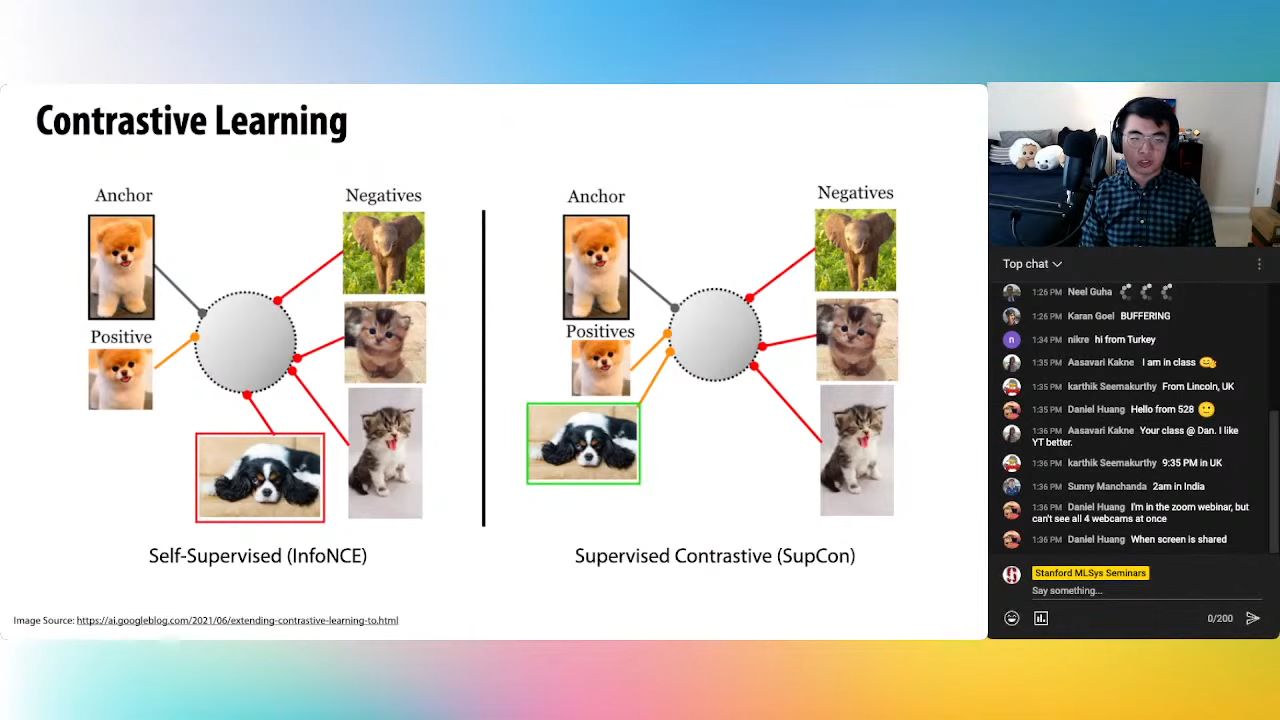 Contrastive Learning
Anchor
Negatives
Positive
Self-Supervised (InfoNCE)
Anchor
Negatives
Positives
Supervised Contrastive (SupCon)
Image Source: https://ai.googleblog.com/2021/06/extending-contrastive-learning-to.html
Top chat
1:26 PM Neel Guha
1:26 PM Karan Goel BUFFERING
n 1:34 PM nikre hi from Turkey
1:35 PM Aasavari Kakne I am in class
1:35 PM karthik Seemakurthy From Lincoln, UK
1:35 PM Daniel Huang Hello from 528
1:36 PM Aasavari Kakne Your class @ Dan. I like
YT better.
1:36 PM karthik Seemakurthy 9:35 PM in UK
1:36 PM Sunny Manchanda 2am in India
1:36 PM Daniel Huang I'm in the zoom webinar, but
can't see all 4 webcams at once
1:36 PM Daniel Huang When screen is shared
Stanford MLSys Seminars
Say something...
0/200